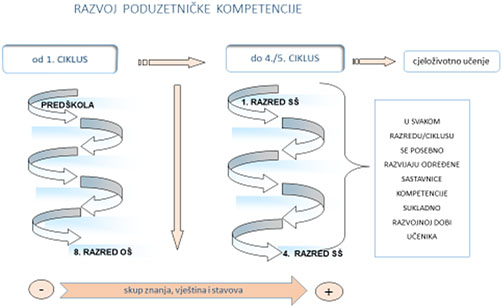 RAZVOJ PODUZETNIČKE KOMPETENCIJE
od 1. CIKLUS
do 4./5. CIKLUS
cjeloživotno učenje
PREDŠKOLA
8. RAZRED OŠ
1. RAZRED SŠ
4. RAZRED SŠ
U SVAKOM
RAZREDU/CIKLUSU
SE POSEBNO
RAZVIJAJU ODREĐENE
SASTAVNICE
KOMPETENCIJE
SUKLADNO
RAZVOJNOJ DOBI
UČENIKA
-
skup znanja, vještina i stavova
+